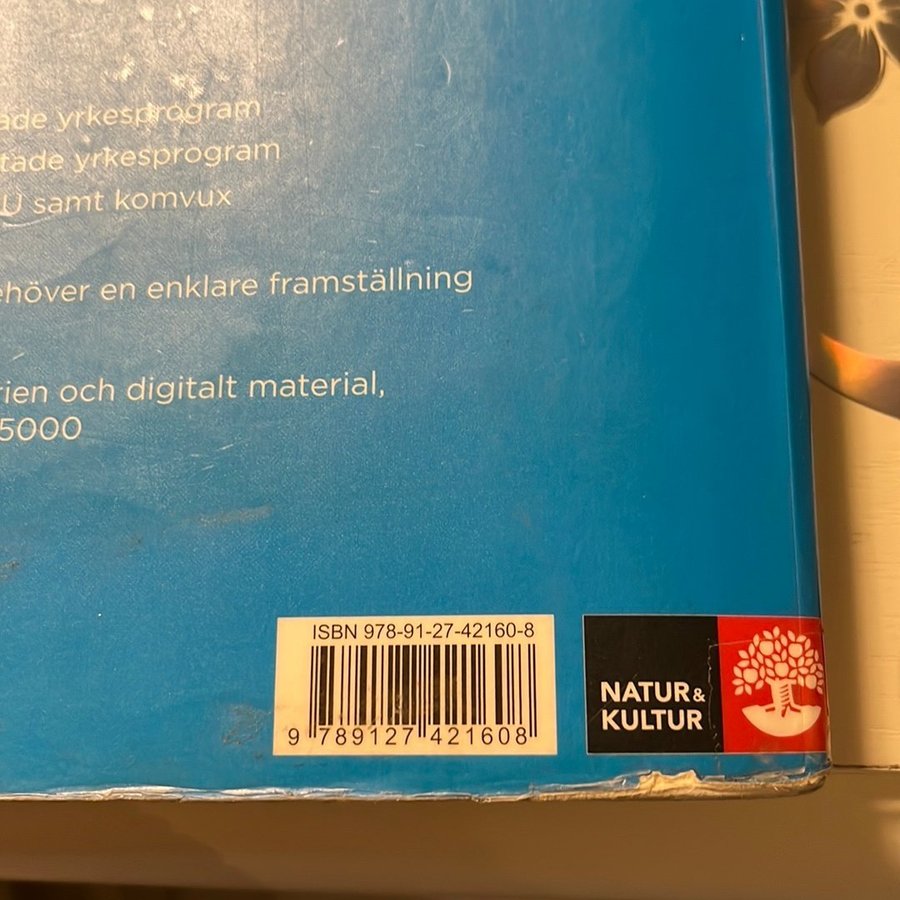 ade yrkesprogram
tade yrkesprogram
U samt komvux
ehöver en enklare framställning
rien och digitalt material,
5000
ISBN 978-91-27-42160-8
9 789127 421608
NATUR &
KULTUR